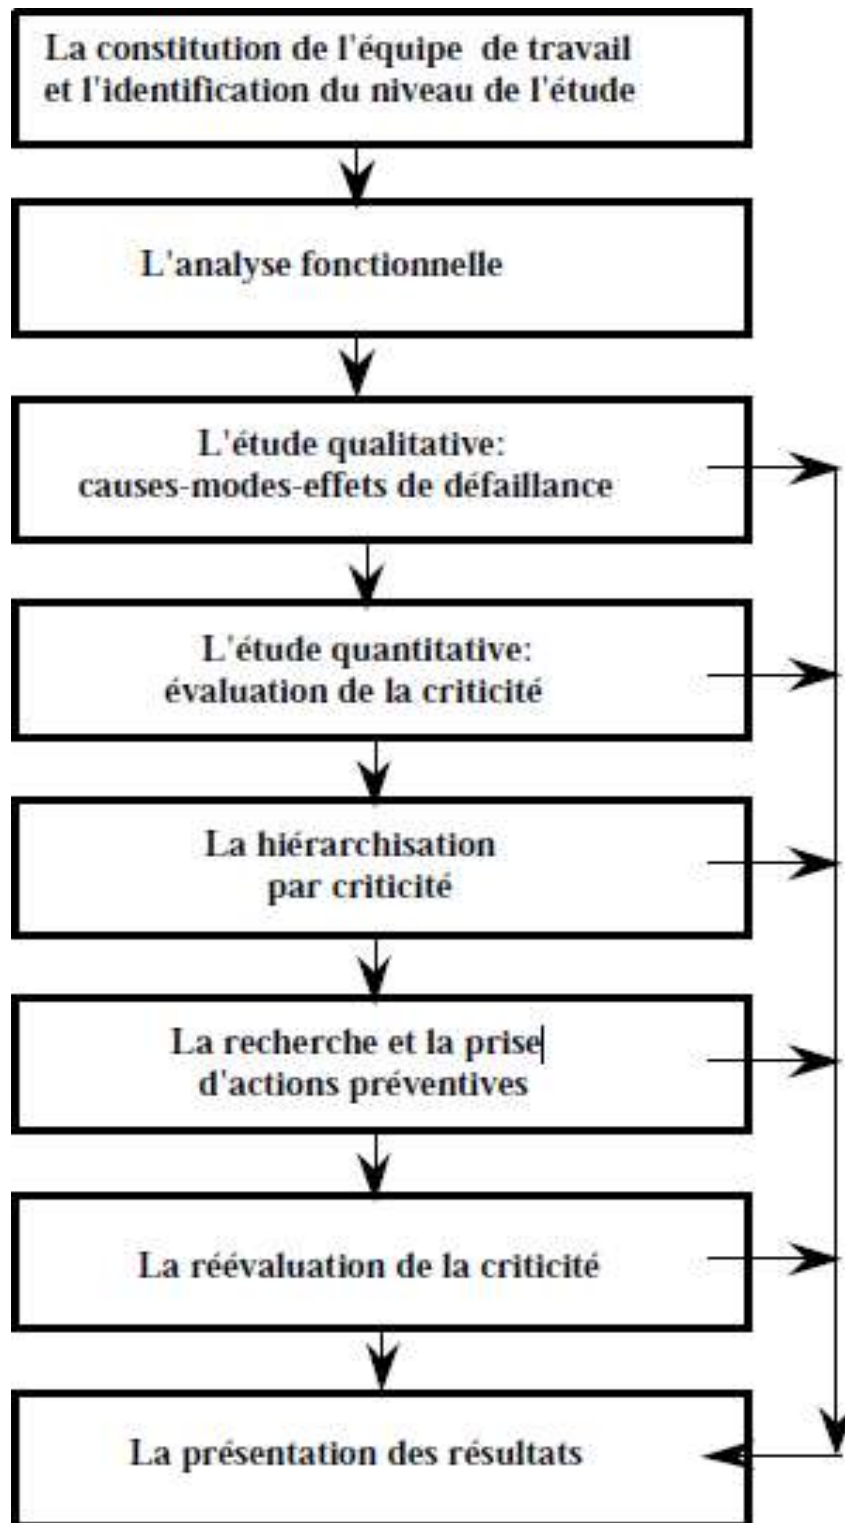 La constitution de l'équipe de travail
et l'identification du niveau de l'étude
L'analyse fonctionnelle
L'étude qualitative:
causes-modes-effets de défaillance
L'étude quantitative:
évaluation de la criticité
La hiérarchisation
par criticité
La recherche et la prise
d'actions préventives
La réévaluation de la criticité
La présentation des résultats